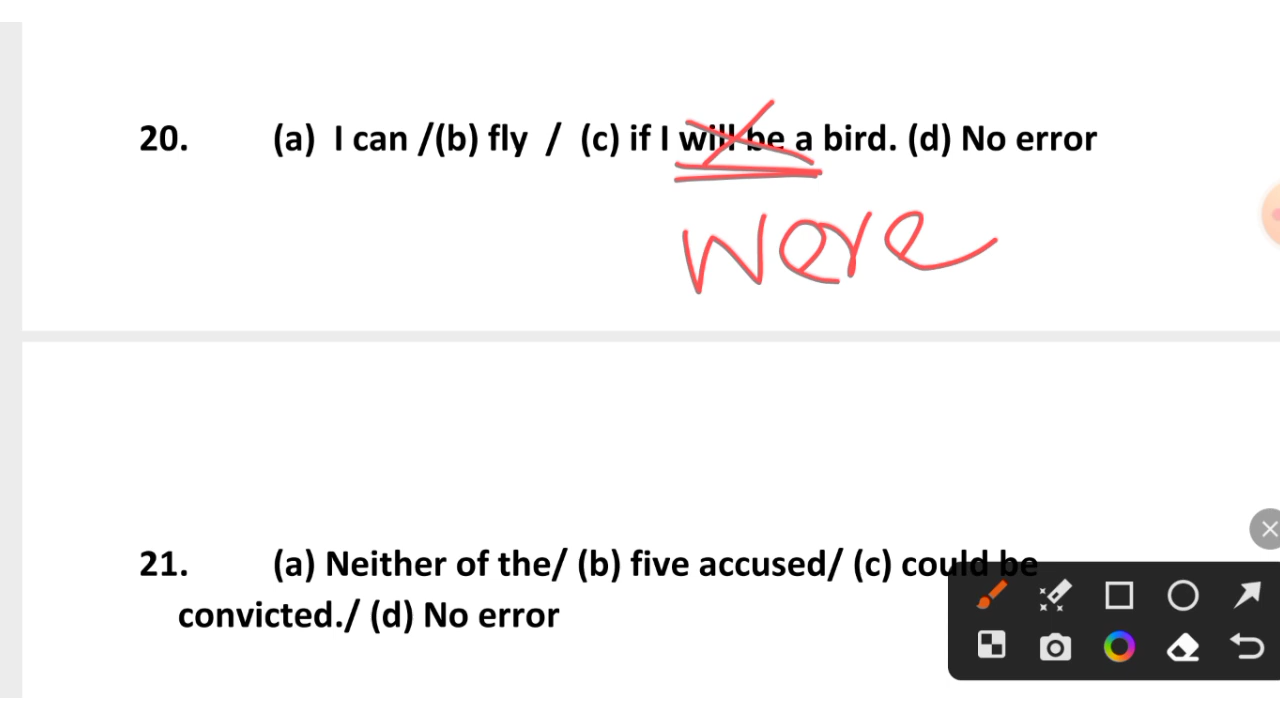 20. (a) I can /(b) fly / (c) if I will be a bird. (d) No error
were
21. (a) Neither of the/ (b) five accused/ (c) could be
convicted./ (d) No error